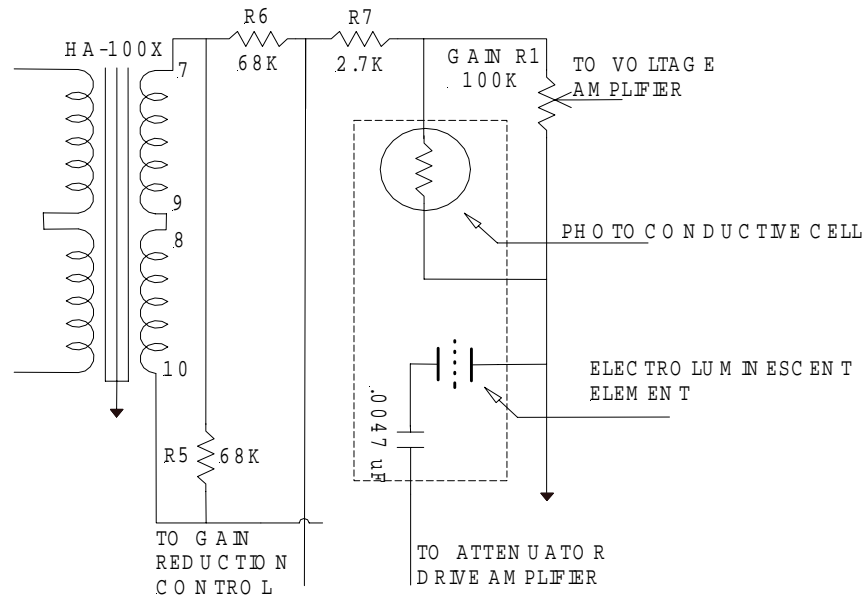 HA-100X
7
9
8
10
R6
68K
R7
2.7K
GAIN R1
100K
TO VOLTAGE
AMPLIFIER
PHOTOCONDUCTIVE CELL
ELECTROLUMINESCENT
ELEMENT
.0047 uF
R5
68K
TO GAIN
REDUCTION
CONTROL
TO ATTENUATOR
DRIVE AMPLIFIER